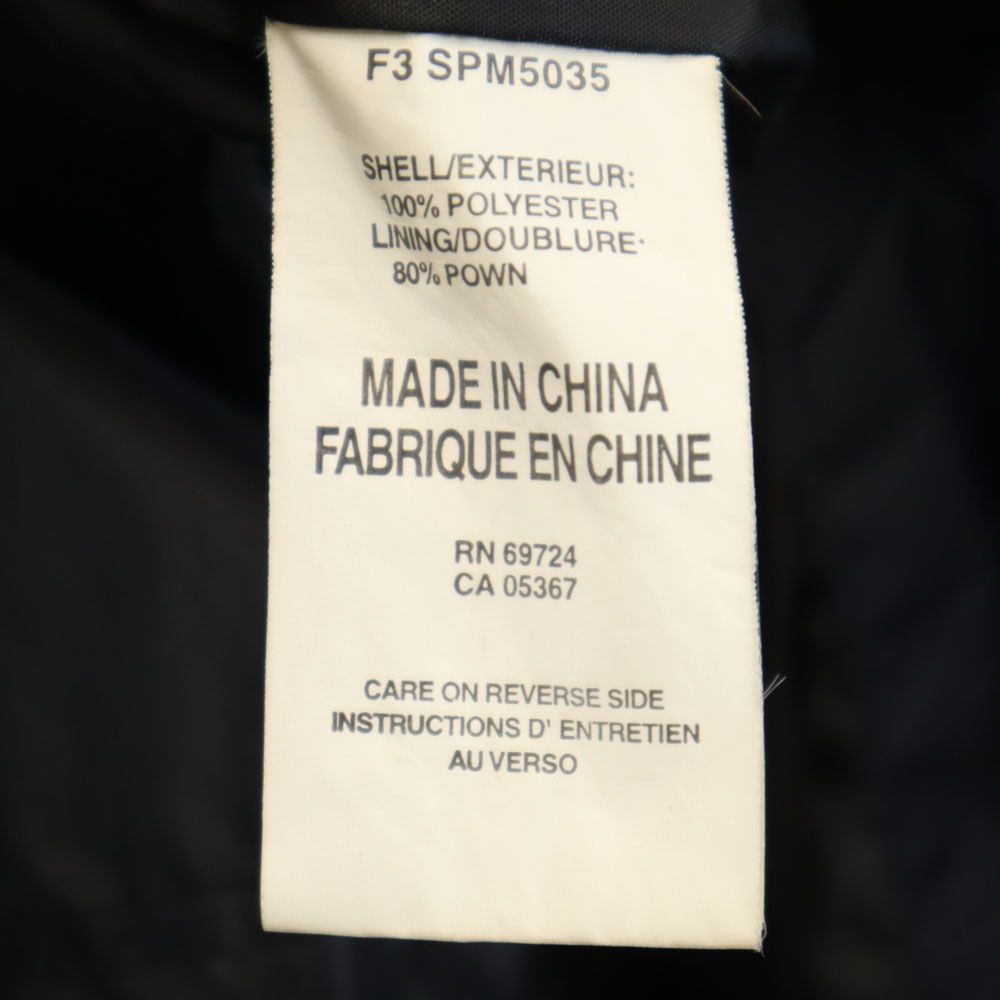 F3 SPM5035
SHELL/EXTERIEUR:
100% POLYESTER
LINING/DOUBLURE·
80% POWN
MADE IN CHINA
FABRIQUE EN CHINE
RN 69724
CA 05367
CARE ON REVERSE SIDE
INSTRUCTIONS D' ENTRETIEN
AU VERSO